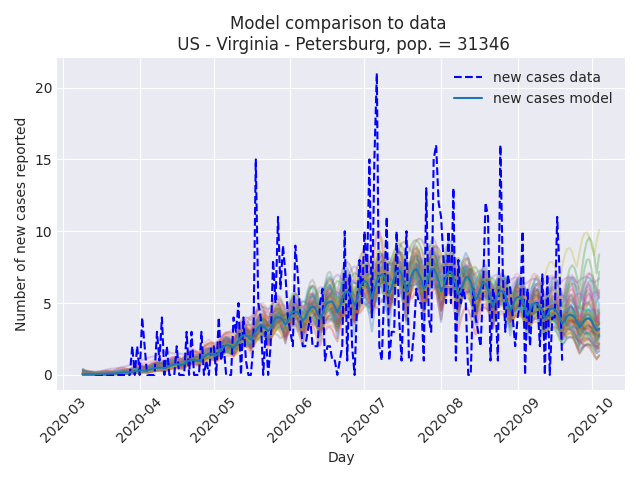 Model comparison to data
US - Virginia - Petersburg, pop. = 31346
new cases data
new cases model
Number of new cases reported
20
15
10
5
0
2020-03
2020-04
2020-05
2020-06
2020-07
2020-08
2020-09
2020-10
Day